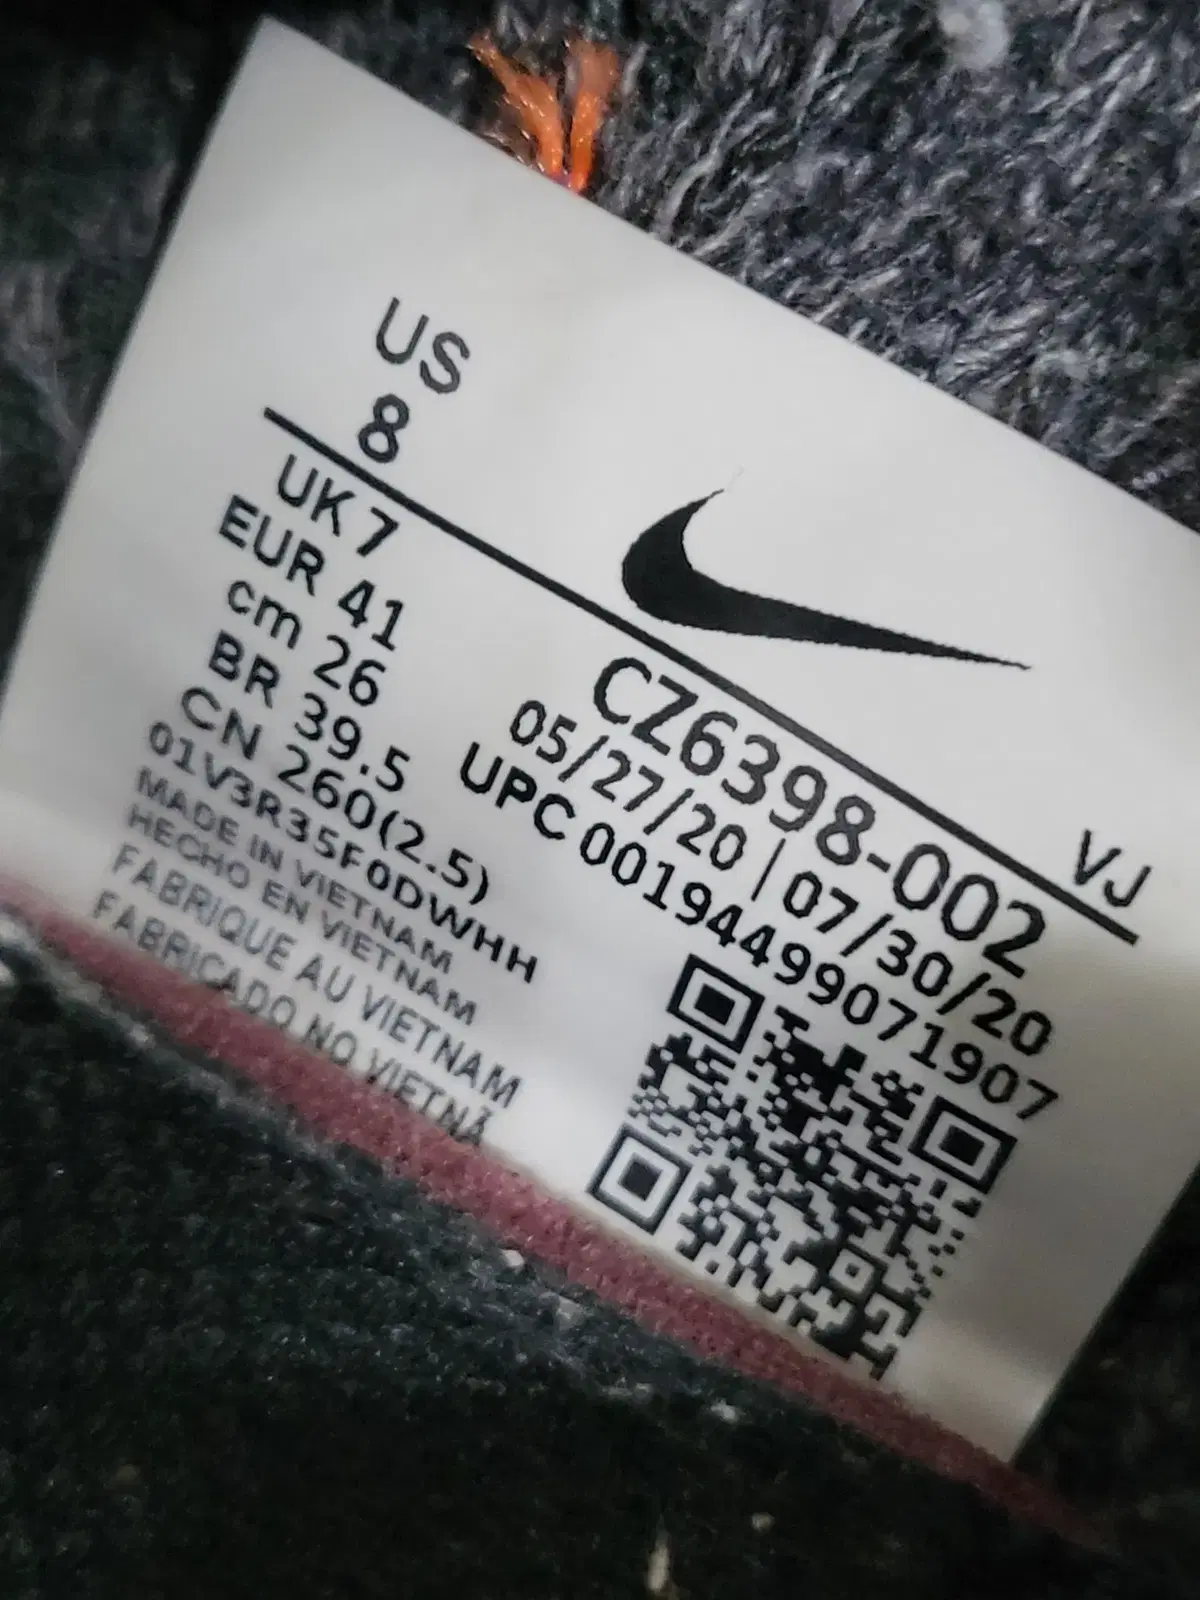 US
8
UK 7
EUR 41
cm 26
BR 39.5
CN 260(2.5)
01V3R35F0DWHH
MADE IN VIETNAM
HECHO EN VIETNAM
FABRIQUE AU VIETNAM
FABRICADO NO VIETNÃ
VJ
CZ6398-002
05/27/20 | 07/30/20
UPC 00194499071907